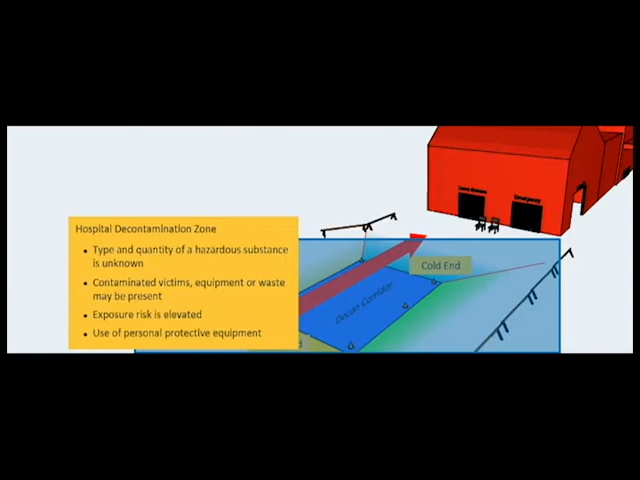 Emergency
Hospital Decontamination Zone
• Type and quantity of a hazardous substance
is unknown
• Contaminated victims, equipment or waste
may be present
• Exposure risk is elevated
• Use of personal protective equipment
Cold End
Decon Corridor